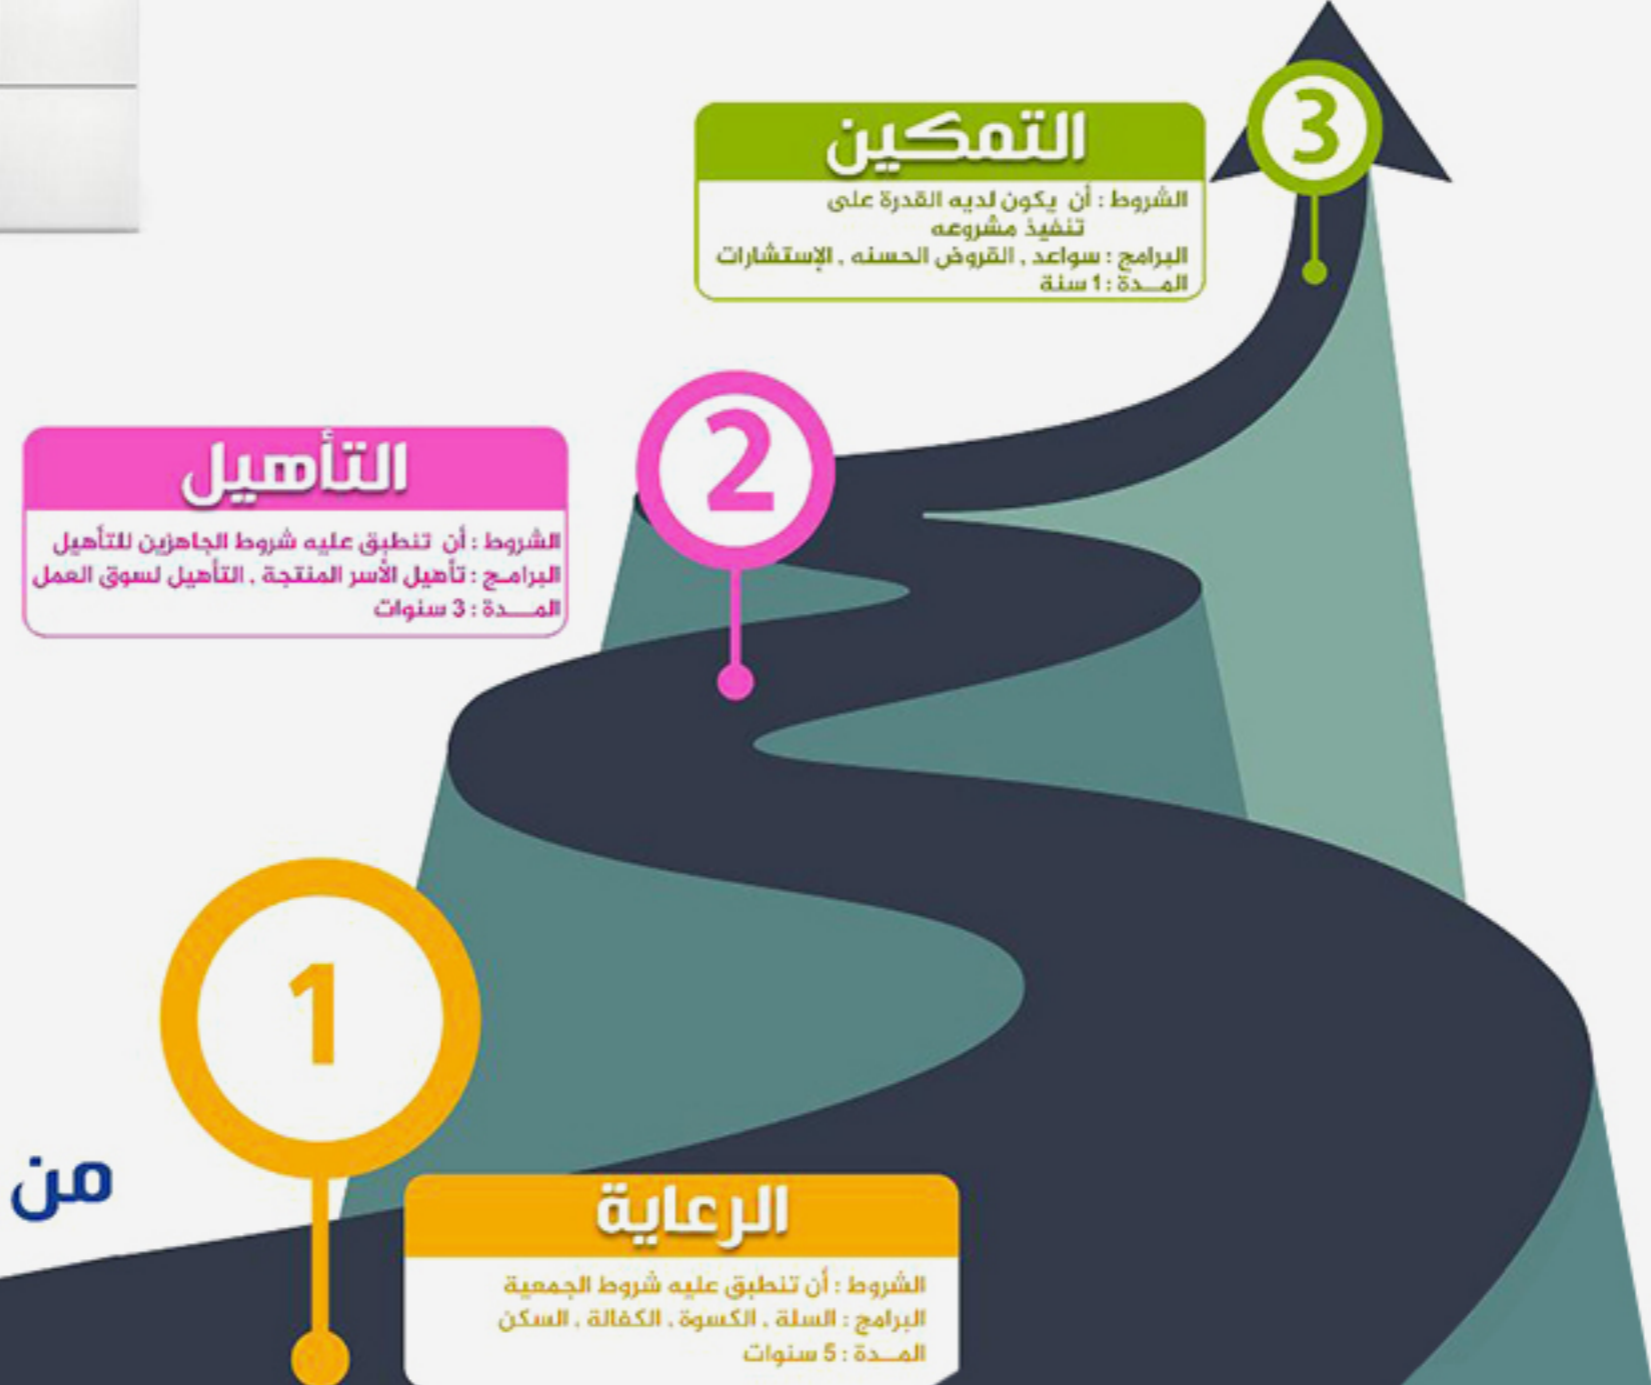 3
التمكين
الشروط : أن يكون لديه القدرة على
تنفيذ مشروعه
البرامج : سواعد , القروض الحسنه , الإستشارات
المــدة : 1 سنة
2
التأهيل
الشروط : أن تنطبق عليه شروط الجاهزين للتأهيل
البرامـج : تأهيل الأسر المنتجة , التأهيل لسوق العمل
المـــدة : 3 سنوات
1
من
الرعاية
الشروط : أن تنطبق عليه شروط الجمعية
البرامج : السلة , الكسوة , الكفالة , السكن
المــدة : 5 سنوات